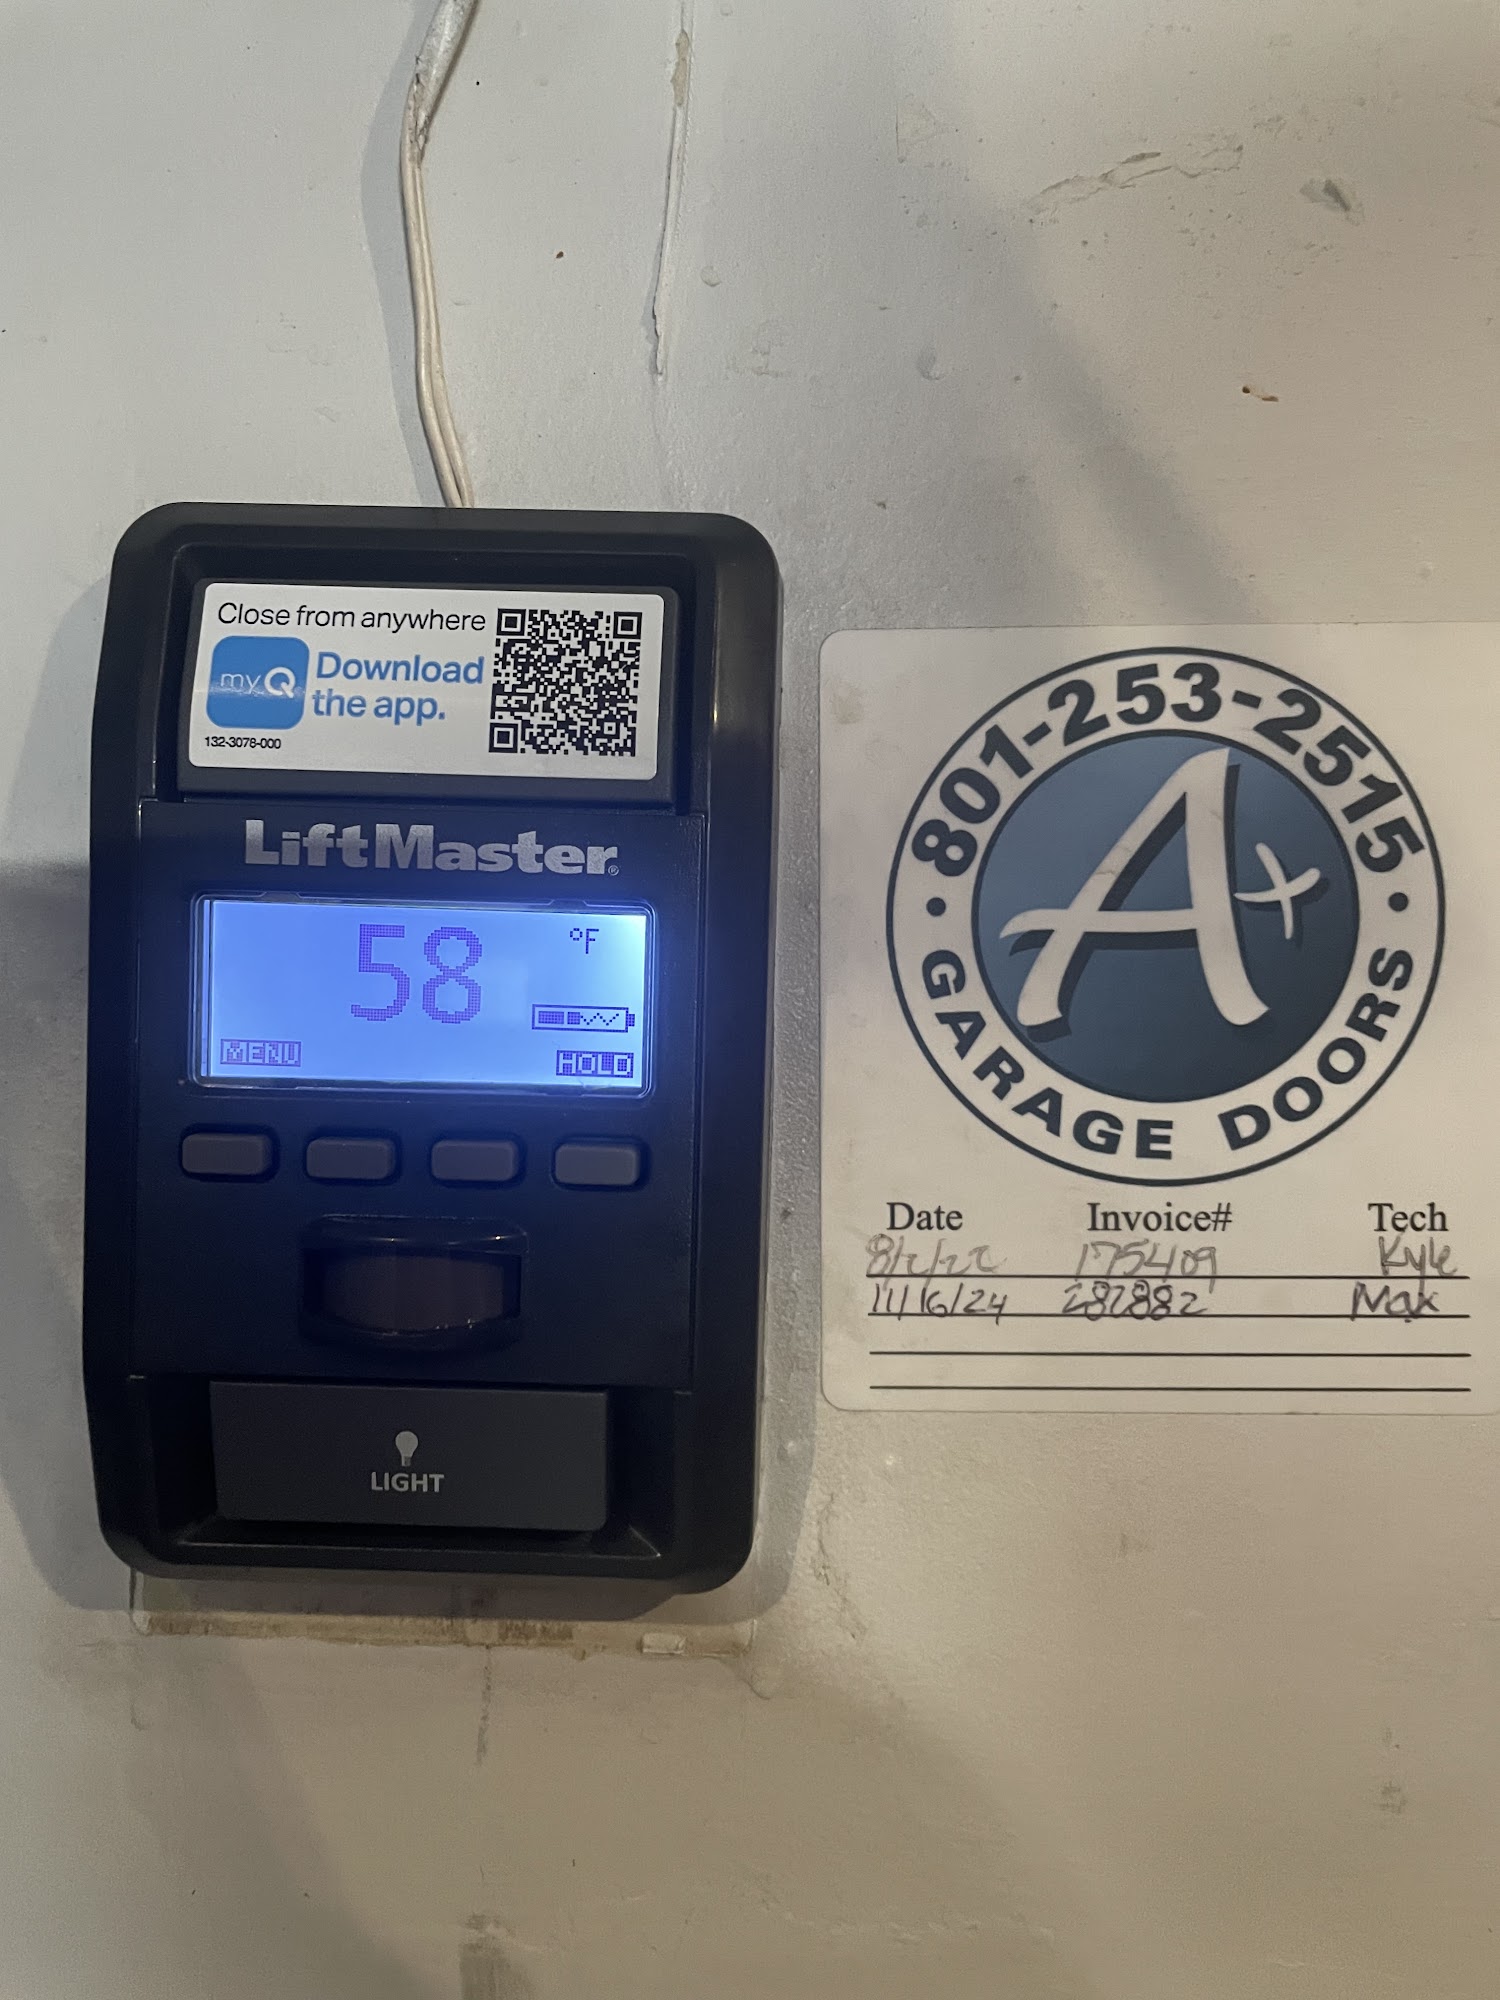 Close from anywhere
myQ Download
the app.
132-3078-000
LiftMaster®
58 °F
MENU HOLD
LIGHT
• 801-253-2515 •
A+
GARAGE DOORS
Date Invoice# Tech
8/2/22 175409 Kyle
11/16/24 282882 Max